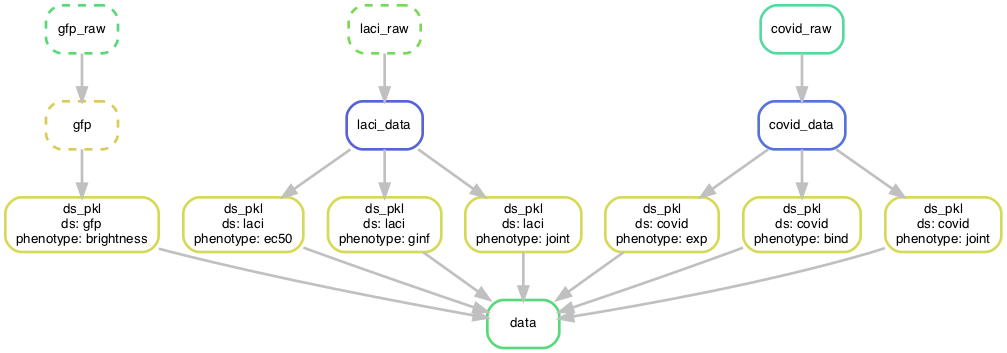 gfp_raw
laci_raw
covid_raw
gfp
laci_data
covid_data
ds_pkl
ds: gfp
phenotype: brightness
ds_pkl
ds: laci
phenotype: ec50
ds_pkl
ds: laci
phenotype: ginf
ds_pkl
ds: laci
phenotype: joint
ds_pkl
ds: covid
phenotype: exp
ds_pkl
ds: covid
phenotype: bind
ds_pkl
ds: covid
phenotype: joint
data